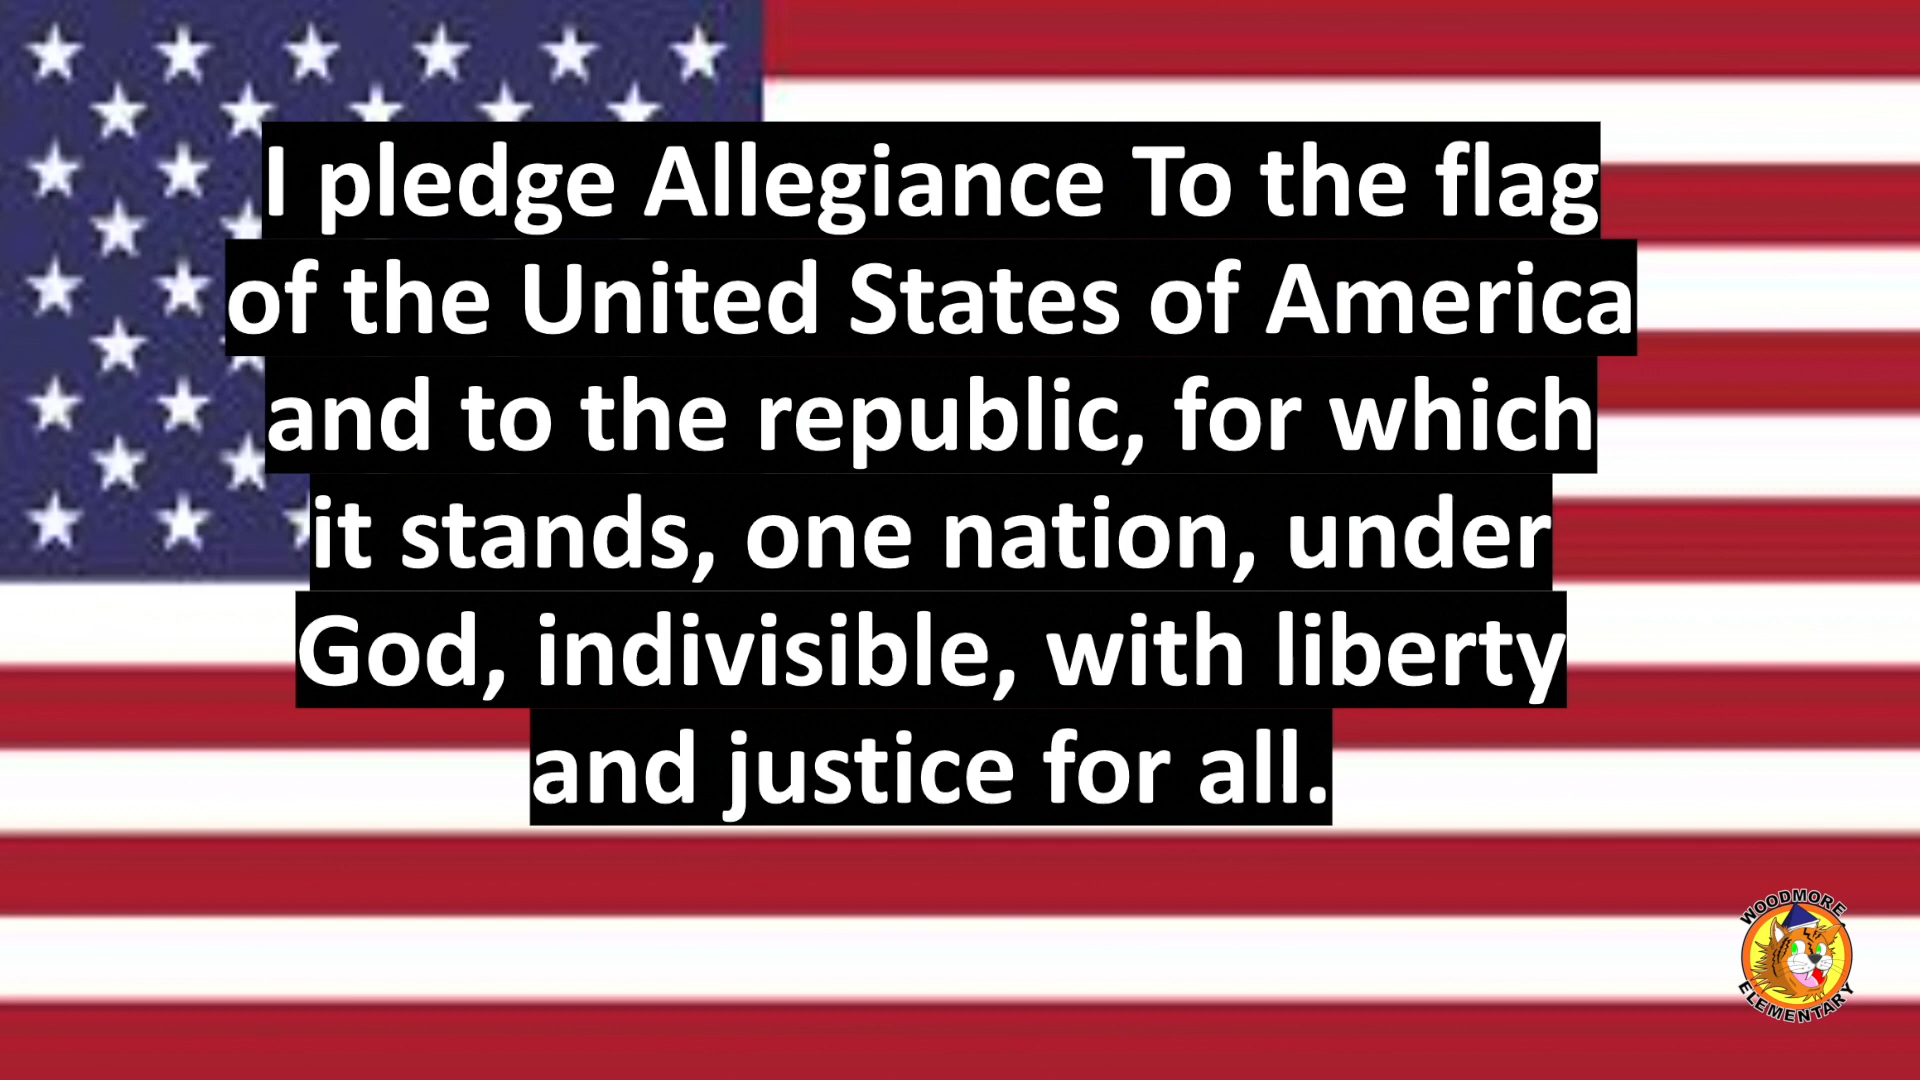 I pledge Allegiance To the flag
of the United States of America
and to the republic, for which
it stands, one nation, under
God, indivisible, with liberty
and justice for all.
WOODMORE
ELEMENTARY